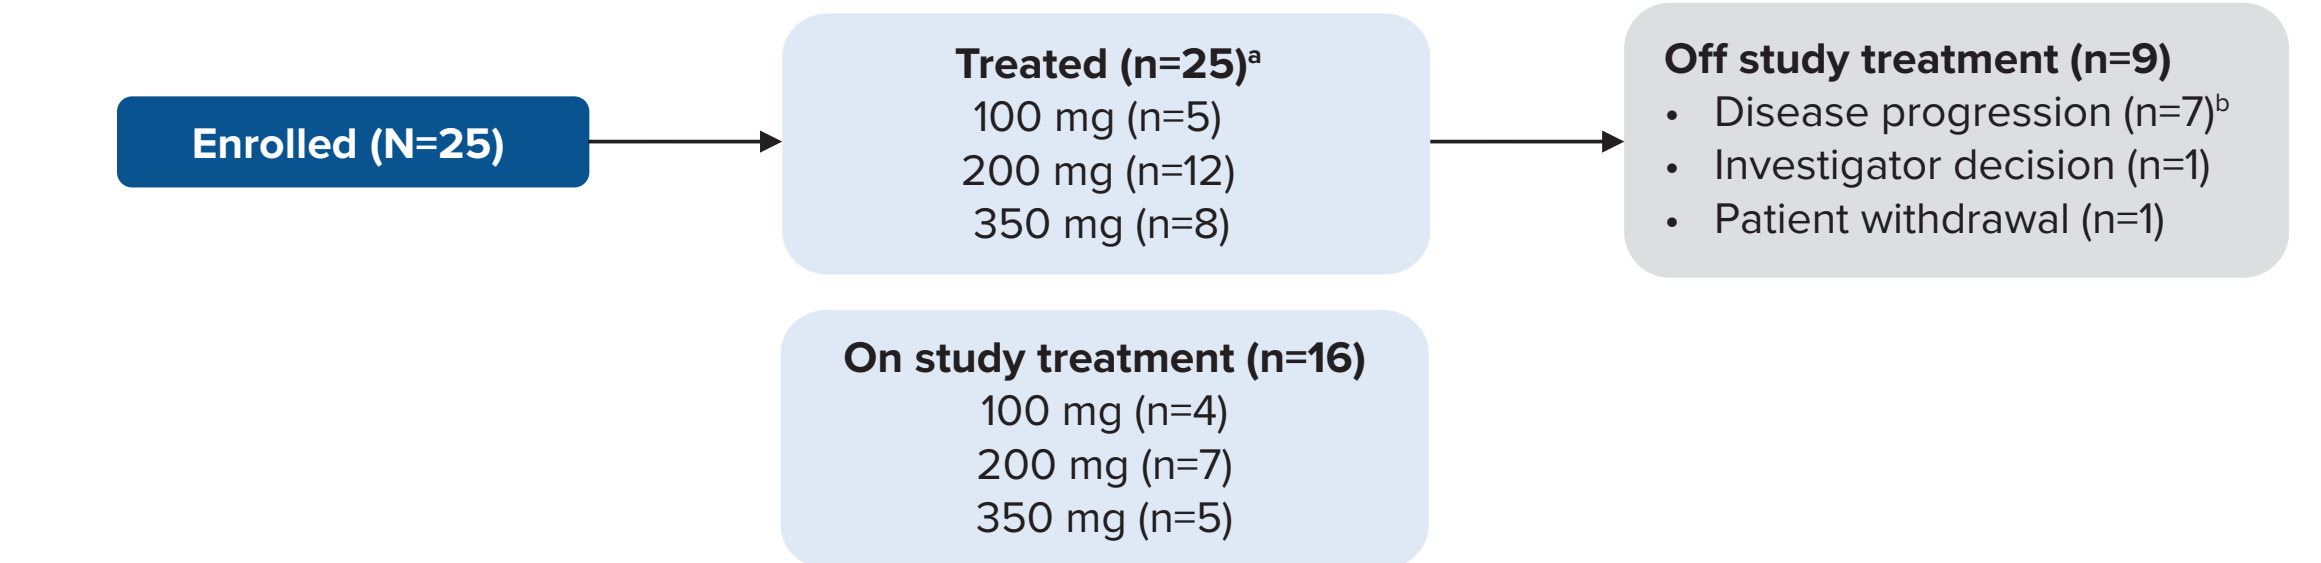 Enrolled (N=25)
Treated (n=25)ᵃ
100 mg (n=5)
200 mg (n=12)
350 mg (n=8)
Off study treatment (n=9)
• Disease progression (n=7)ᵇ
• Investigator decision (n=1)
• Patient withdrawal (n=1)
On study treatment (n=16)
100 mg (n=4)
200 mg (n=7)
350 mg (n=5)